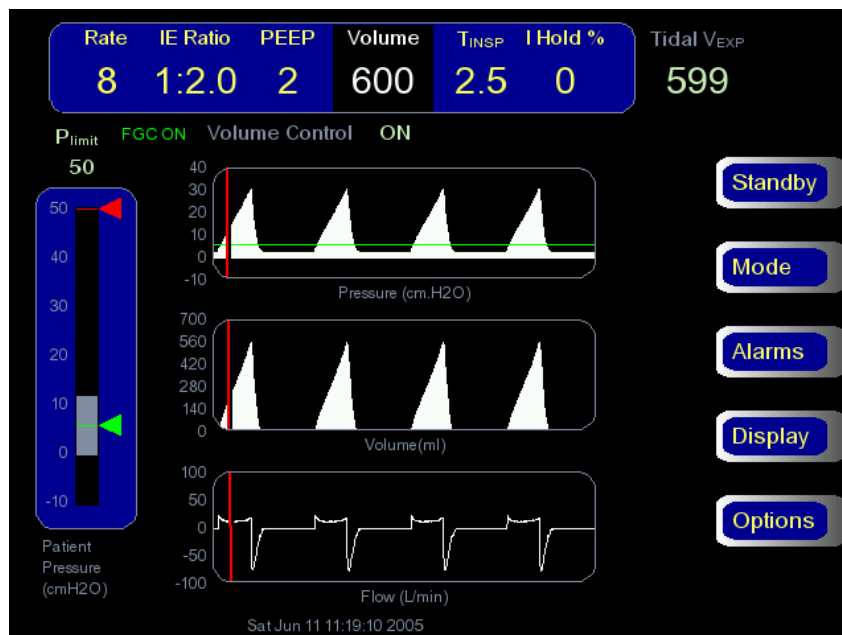 Rate IE Ratio PEEP Volume TINSP I Hold % Tidal VEXP
8 1:2.0 2 600 2.5 0 599
Plimit FGC ON Volume Control ON
50
50
40
30
20
10
0
-10
Patient
Pressure
(cmH2O)
40
30
20
10
0
-10
Pressure (cm.H2O)
700
560
420
280
140
0
Volume(ml)
100
50
0
-50
-100
Flow (L/min)
Sat Jun 11 11:19:10 2005
Standby
Mode
Alarms
Display
Options